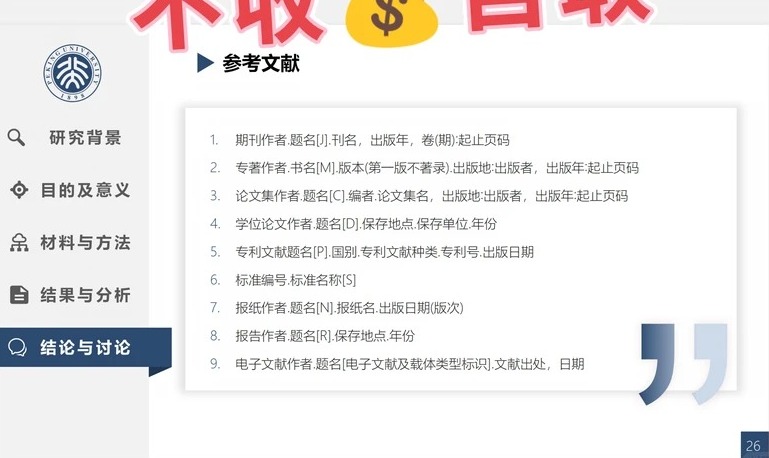 不收
$
PEKING UNIVERSITY
1898
参考文献
研究背景
目的及意义
材料与方法
结果与分析
结论与讨论
1. 期刊作者.题名[J].刊名，出版年，卷(期):起止页码
2. 专著作者.书名[M].版本(第一版不著录).出版地:出版者，出版年:起止页码
3. 论文集作者.题名[C].编者.论文集名，出版地:出版者，出版年:起止页码
4. 学位论文作者.题名[D].保存地点.保存单位.年份
5. 专利文献题名[P].国别.专利文献种类.专利号.出版日期
6. 标准编号.标准名称[S]
7. 报纸作者.题名[N].报纸名.出版日期(版次)
8. 报告作者.题名[R].保存地点.年份
9. 电子文献作者.题名[电子文献及载体类型标识].文献出处，日期
26